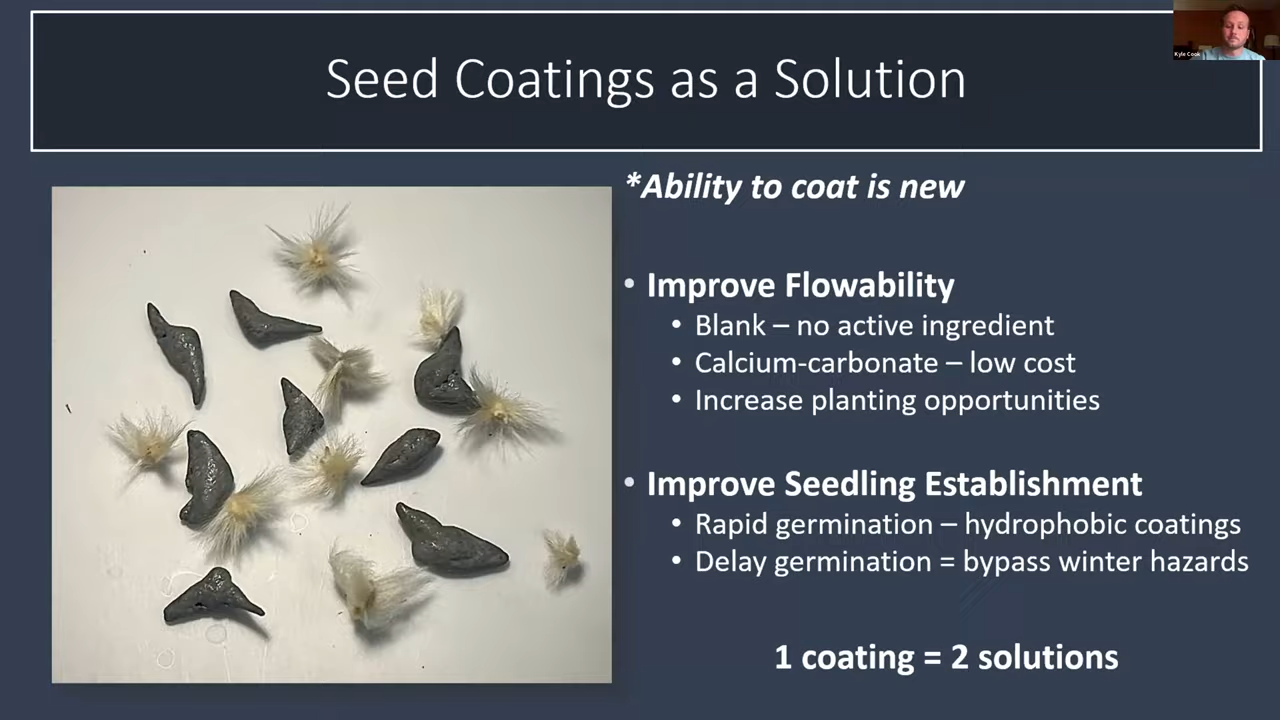 Kyle Cook
Seed Coatings as a Solution
*Ability to coat is new
• Improve Flowability
• Blank – no active ingredient
• Calcium-carbonate – low cost
• Increase planting opportunities
• Improve Seedling Establishment
• Rapid germination – hydrophobic coatings
• Delay germination = bypass winter hazards
1 coating = 2 solutions